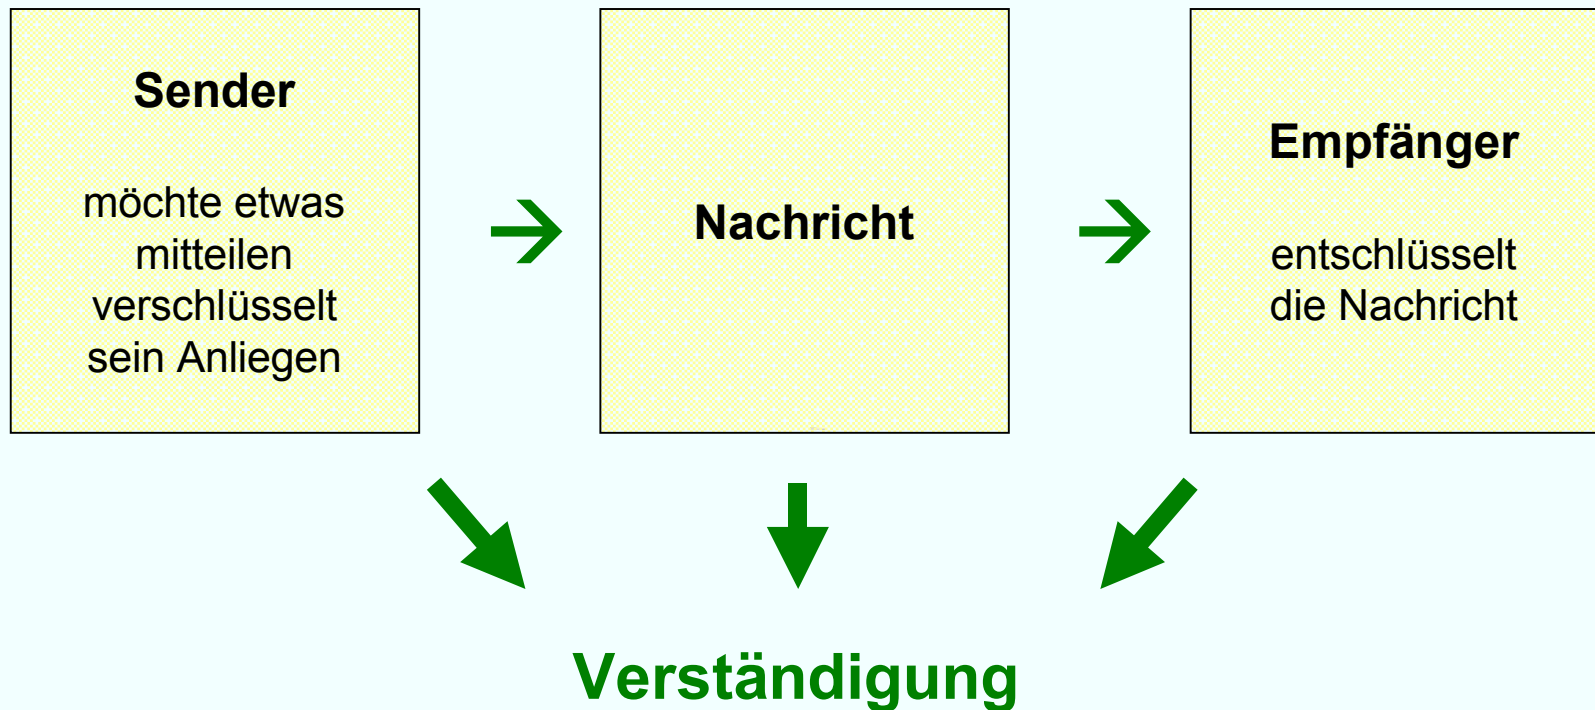 Sender
möchte etwas
mitteilen
verschlüsselt
sein Anliegen
Nachricht
Empfänger
entschlüsselt
die Nachricht
Verständigung